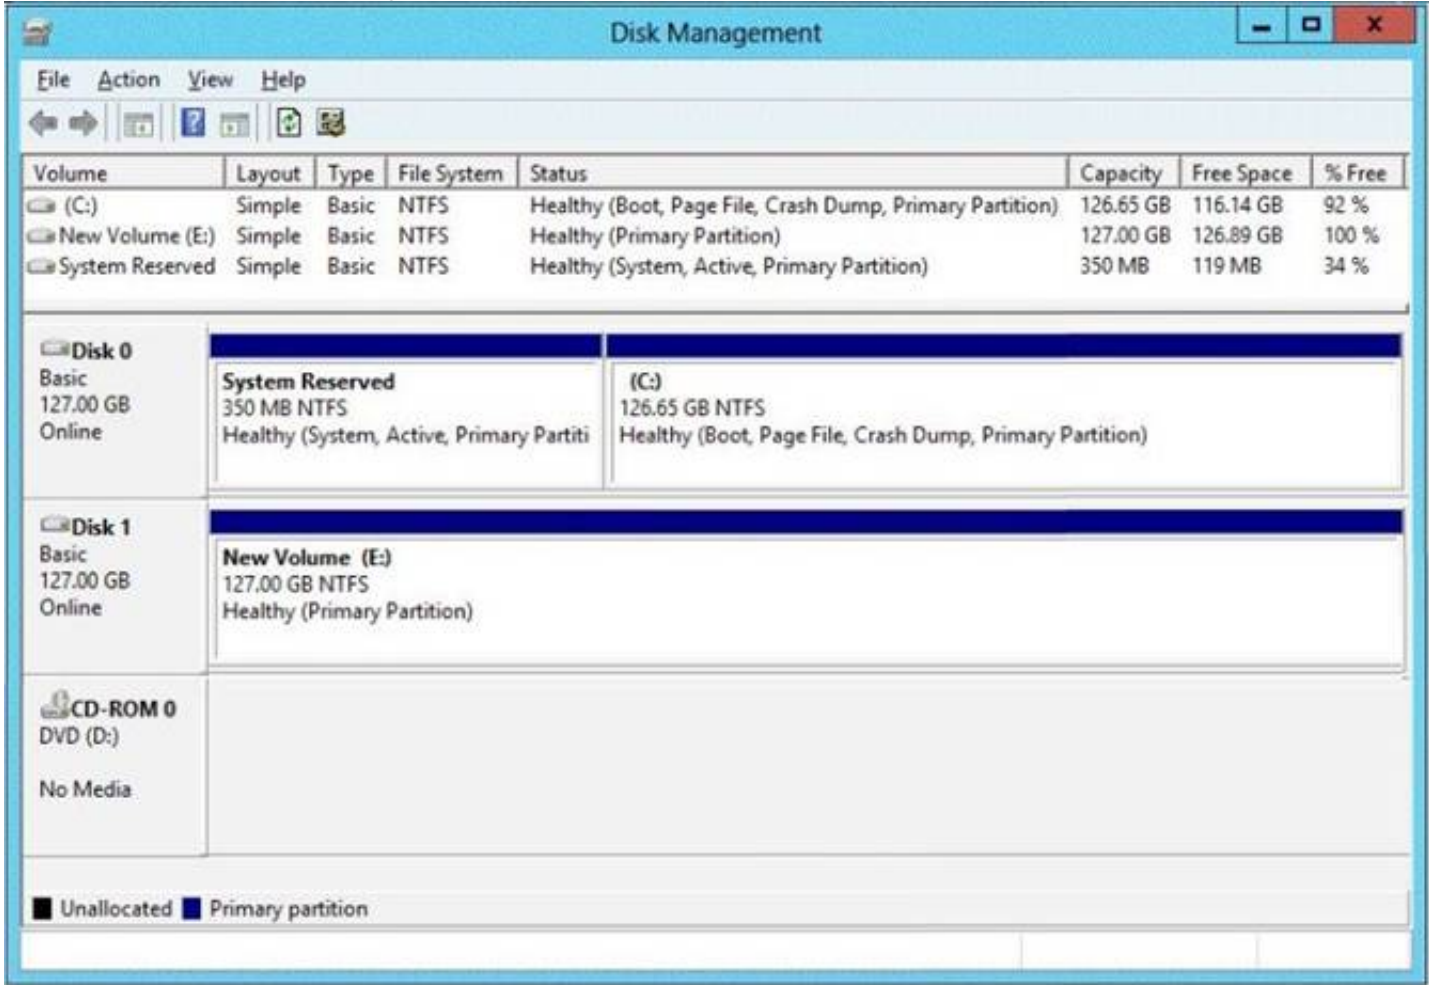 Disk Management
File Action View Help
Volume Layout Type File System Status Capacity Free Space % Free
(C:) Simple Basic NTFS Healthy (Boot, Page File, Crash Dump, Primary Partition) 126.65 GB 116.14 GB 92 %
New Volume (E:) Simple Basic NTFS Healthy (Primary Partition) 127.00 GB 126.89 GB 100 %
System Reserved Simple Basic NTFS Healthy (System, Active, Primary Partition) 350 MB 119 MB 34 %
Disk 0
Basic
127.00 GB
Online
System Reserved
350 MB NTFS
Healthy (System, Active, Primary Partiti
(C:)
126.65 GB NTFS
Healthy (Boot, Page File, Crash Dump, Primary Partition)
Disk 1
Basic
127.00 GB
Online
New Volume (E:)
127.00 GB NTFS
Healthy (Primary Partition)
CD-ROM 0
DVD (D:)
No Media
Unallocated Primary partition